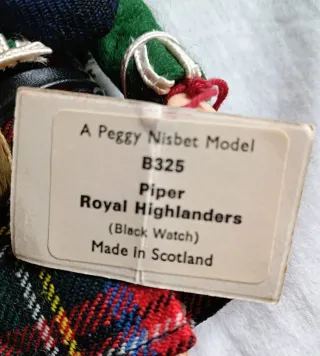 A Peggy Nisbet Model
B325
Piper
Royal Highlanders
(Black Watch)
Made in Scotland